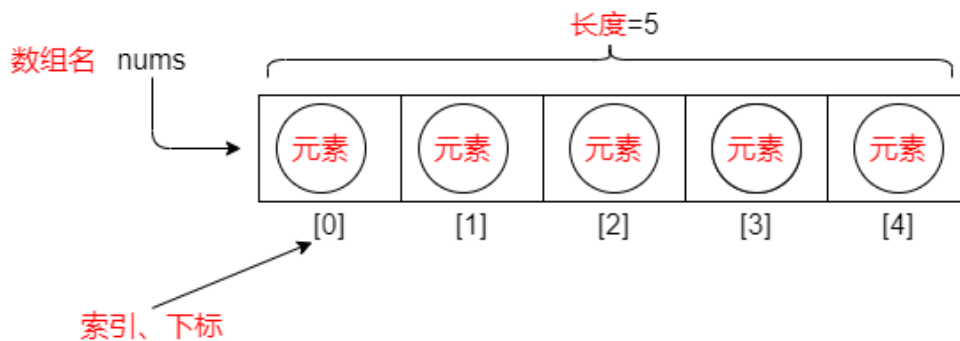 长度=5
数组名 nums
元素 元素 元素 元素 元素
[0] [1] [2] [3] [4]
索引、下标